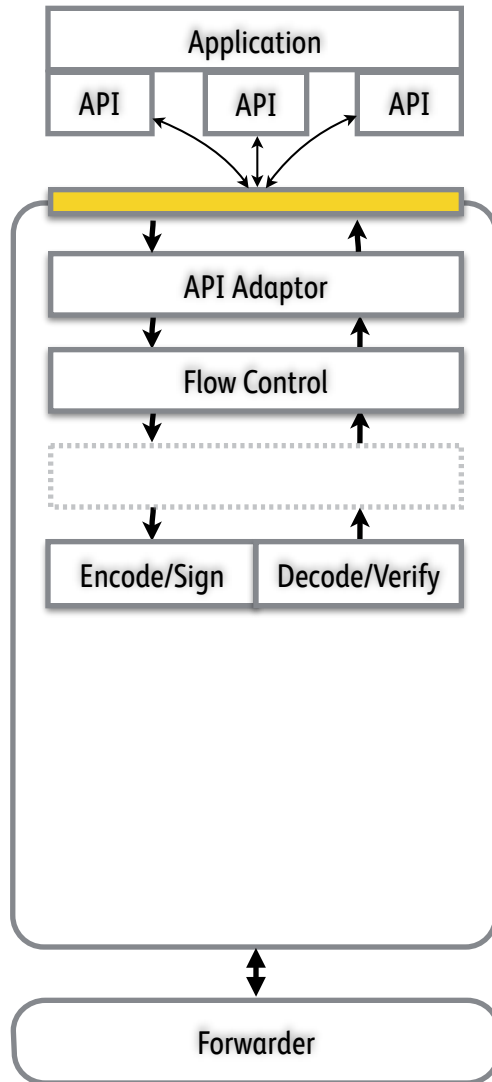 Application
API API API
API Adaptor
Flow Control
Encode/Sign Decode/Verify
Forwarder